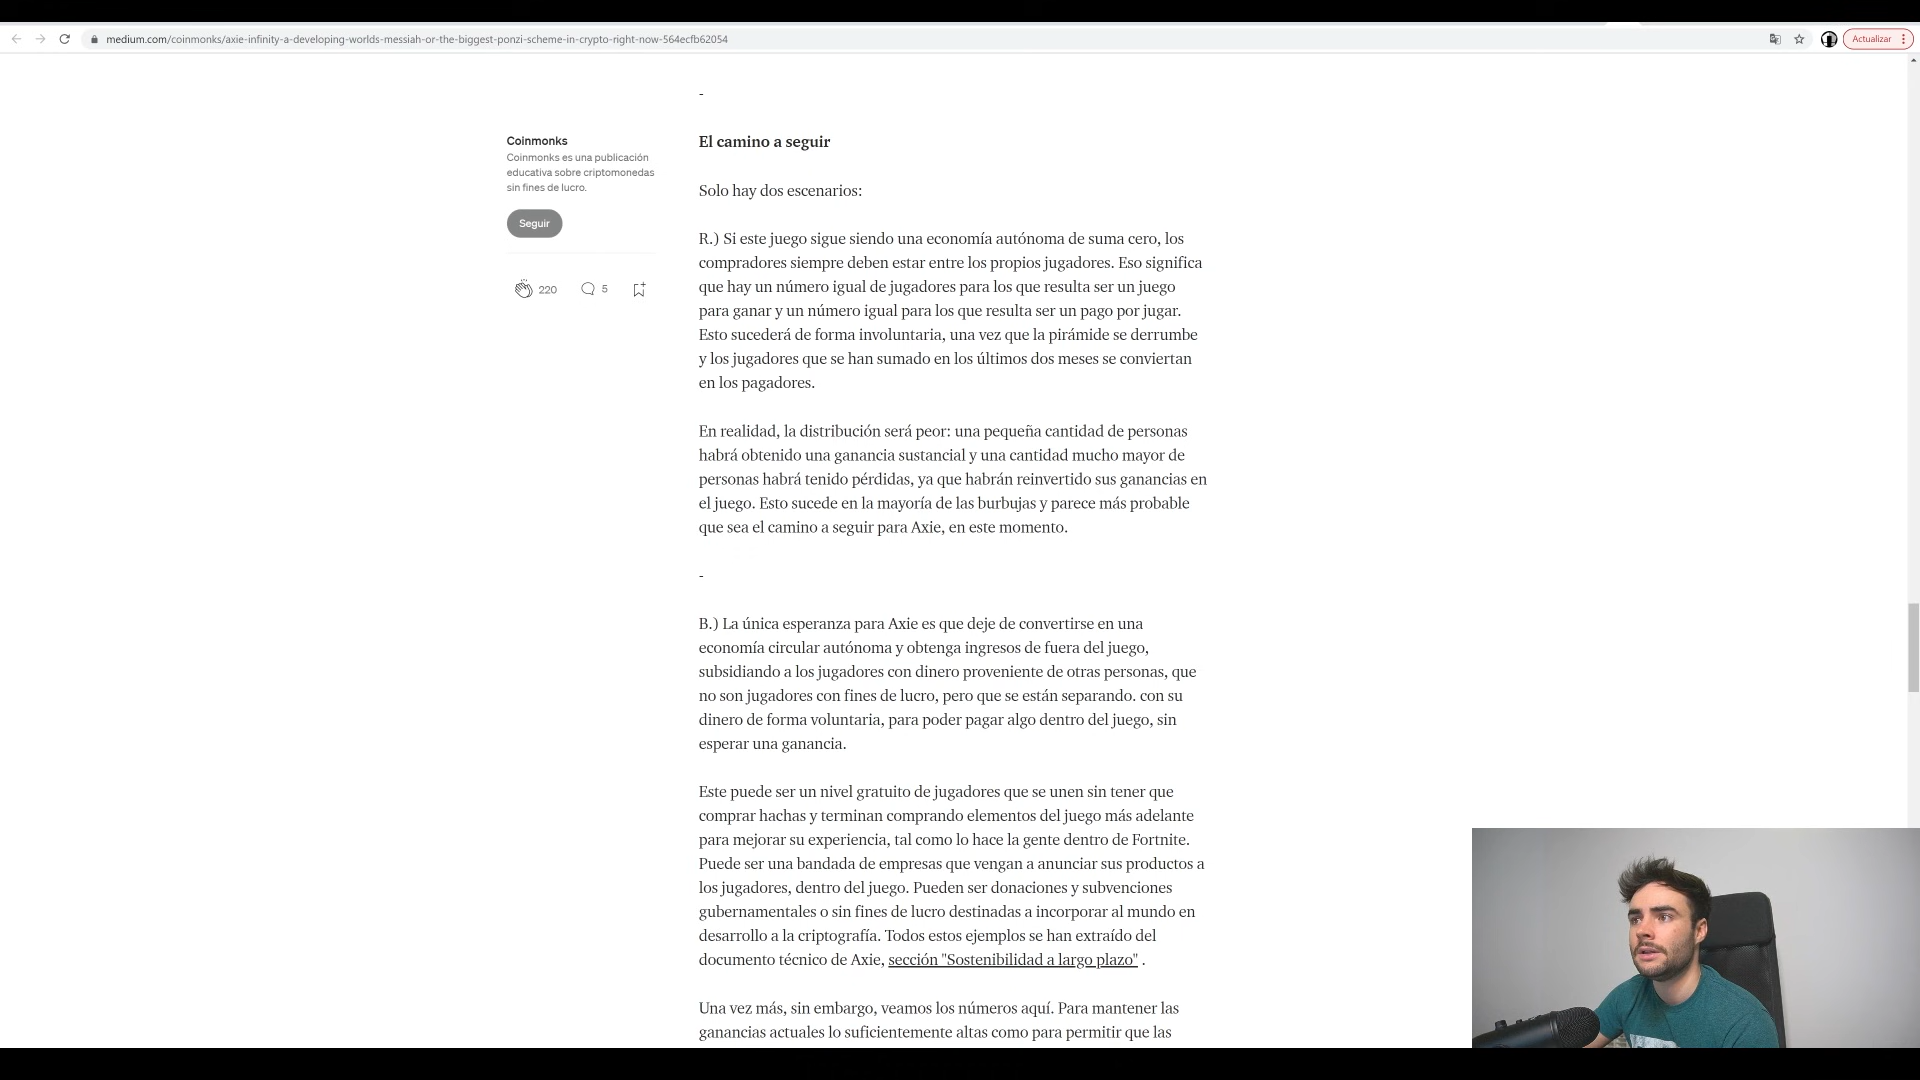 medium.com/coinmonks/axie-infinity-a-developing-worlds-messiah-or-the-biggest-ponzi-scheme-in-crypto-right-now-564ecfb62054
Actualizar
-
Coinmonks
Coinmonks es una publicación
educativa sobre criptomonedas
sin fines de lucro.
Seguir
220
5
El camino a seguir
Solo hay dos escenarios:
R.) Si este juego sigue siendo una economía autónoma de suma cero, los
compradores siempre deben estar entre los propios jugadores. Eso significa
que hay un número igual de jugadores para los que resulta ser un juego
para ganar y un número igual para los que resulta ser un pago por jugar.
Esto sucederá de forma involuntaria, una vez que la pirámide se derrumbe
y los jugadores que se han sumado en los últimos dos meses se conviertan
en los pagadores.
En realidad, la distribución será peor: una pequeña cantidad de personas
habrá obtenido una ganancia sustancial y una cantidad mucho mayor de
personas habrá tenido pérdidas, ya que habrán reinvertido sus ganancias en
el juego. Esto sucede en la mayoría de las burbujas y parece más probable
que sea el camino a seguir para Axie, en este momento.
-
B.) La única esperanza para Axie es que deje de convertirse en una
economía circular autónoma y obtenga ingresos de fuera del juego,
subsidiando a los jugadores con dinero proveniente de otras personas, que
no son jugadores con fines de lucro, pero que se están separando. con su
dinero de forma voluntaria, para poder pagar algo dentro del juego, sin
esperar una ganancia.
Este puede ser un nivel gratuito de jugadores que se unen sin tener que
comprar hachas y terminan comprando elementos del juego más adelante
para mejorar su experiencia, tal como lo hace la gente dentro de Fortnite.
Puede ser una bandada de empresas que vengan a anunciar sus productos a
los jugadores, dentro del juego. Pueden ser donaciones y subvenciones
gubernamentales o sin fines de lucro destinadas a incorporar al mundo en
desarrollo a la criptografía. Todos estos ejemplos se han extraído del
documento técnico de Axie, sección "Sostenibilidad a largo plazo" .
Una vez más, sin embargo, veamos los números aquí. Para mantener las
ganancias actuales lo suficientemente altas como para permitir que las